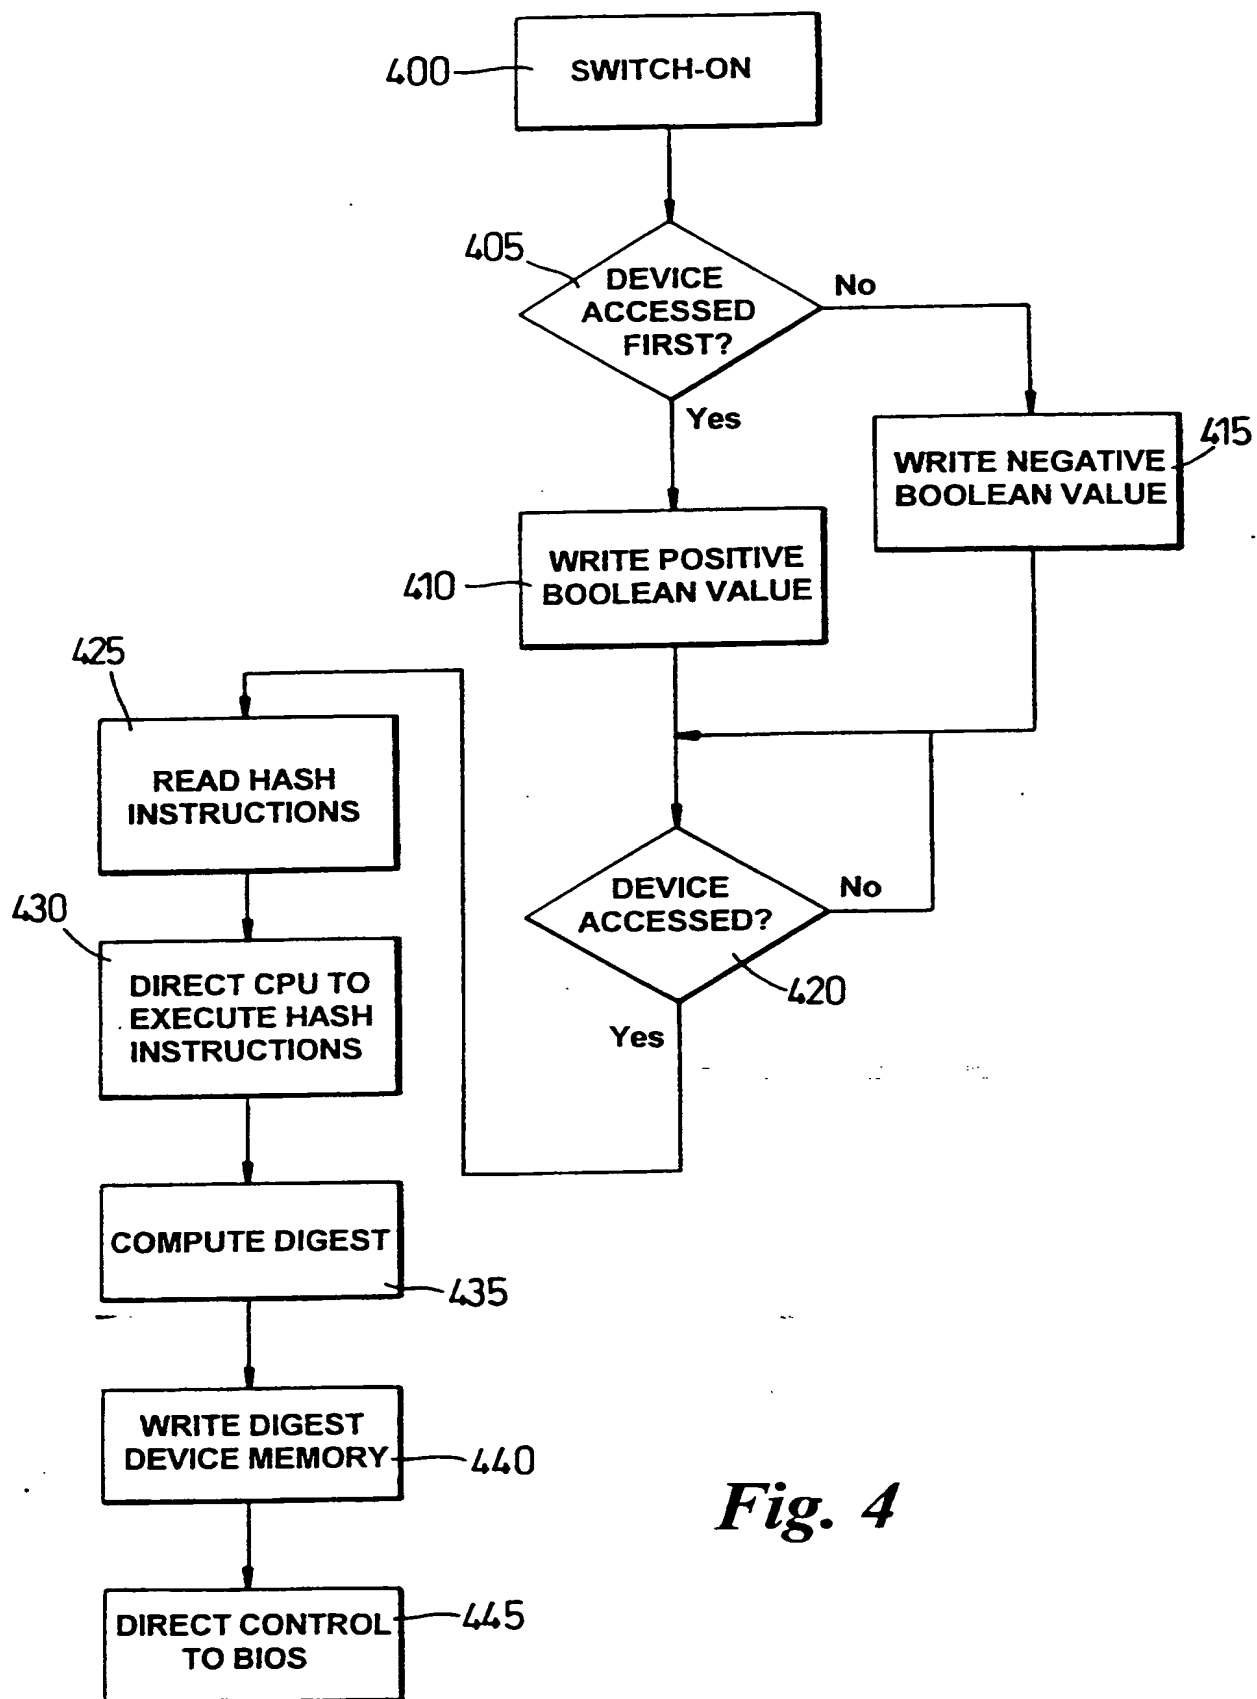 400
SWITCH-ON
405
DEVICE
ACCESSED
FIRST?
No
Yes
415
WRITE NEGATIVE
BOOLEAN VALUE
410
WRITE POSITIVE
BOOLEAN VALUE
425
READ HASH
INSTRUCTIONS
DEVICE
ACCESSED?
No
420
Yes
430
DIRECT CPU TO
EXECUTE HASH
INSTRUCTIONS
COMPUTE DIGEST
435
WRITE DIGEST
DEVICE MEMORY
440
DIRECT CONTROL
TO BIOS
445
Fig. 4